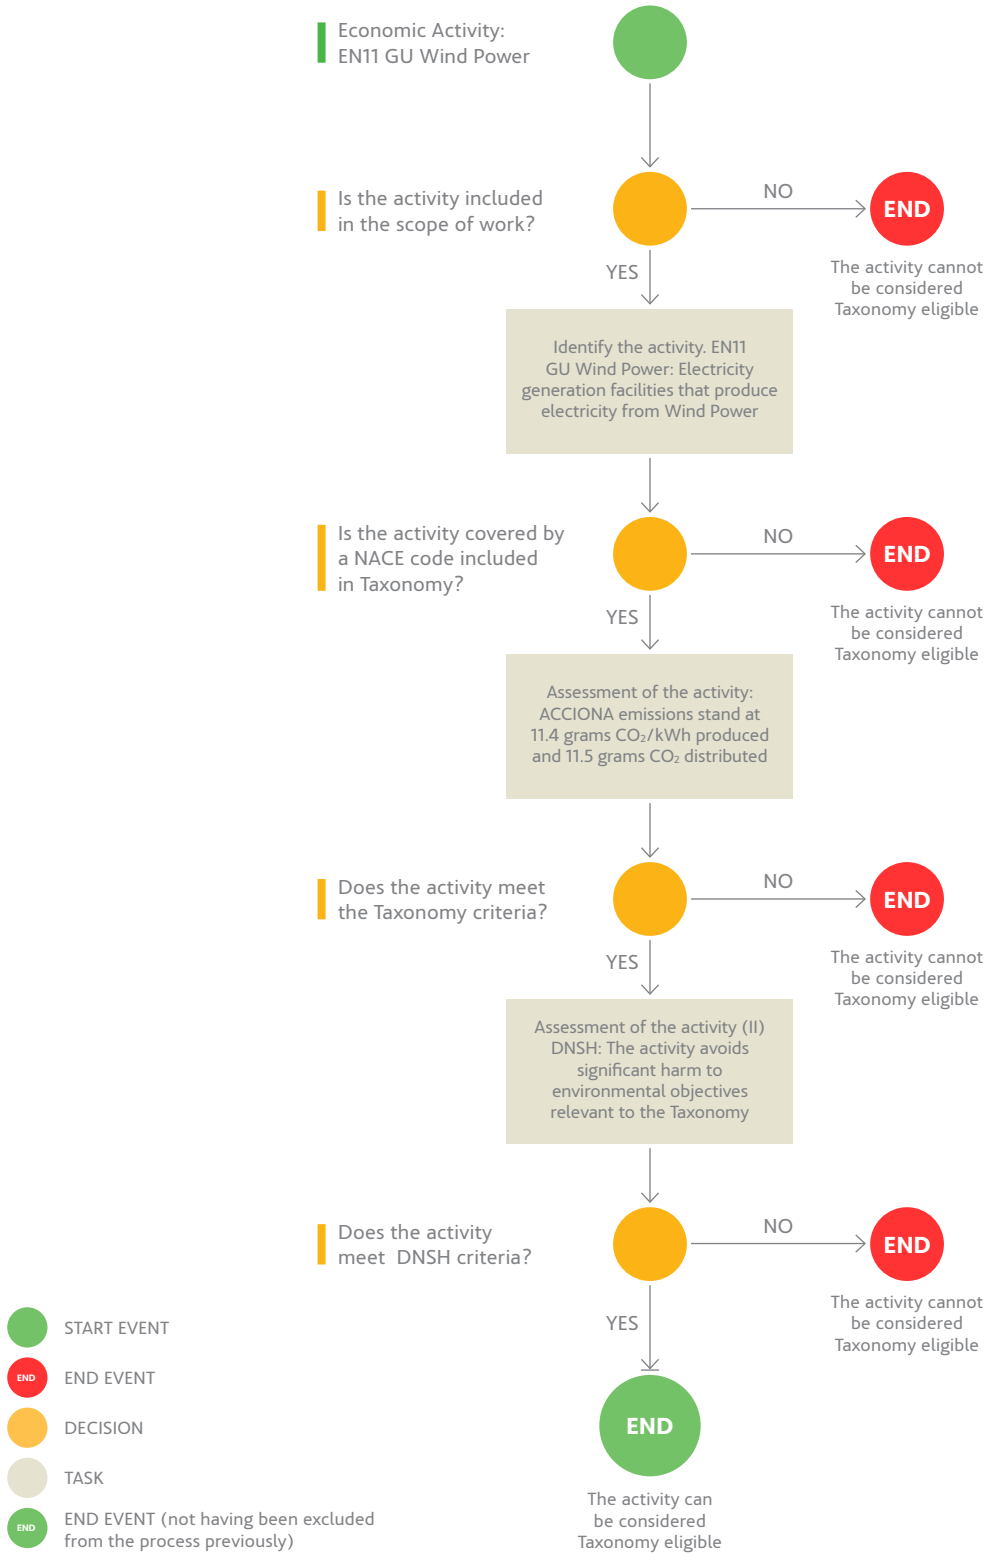 Economic Activity:
EN11 GU Wind Power
Is the activity included
in the scope of work?
NO
END
The activity cannot
be considered
Taxonomy eligible
YES
Identify the activity. EN11
GU Wind Power: Electricity
generation facilities that produce
electricity from Wind Power
Is the activity covered by
a NACE code included
in Taxonomy?
NO
END
The activity cannot
be considered
Taxonomy eligible
YES
Assessment of the activity:
ACCIONA emissions stand at
11.4 grams CO₂/kWh produced
and 11.5 grams CO₂ distributed
Does the activity meet
the Taxonomy criteria?
NO
END
The activity cannot
be considered
Taxonomy eligible
YES
Assessment of the activity (II)
DNSH: The activity avoids
significant harm to
environmental objectives
relevant to the Taxonomy
Does the activity
meet DNSH criteria?
NO
END
The activity cannot
be considered
Taxonomy eligible
YES
END
The activity can
be considered
Taxonomy eligible
START EVENT
END
END EVENT
DECISION
TASK
END
END EVENT (not having been excluded
from the process previously)